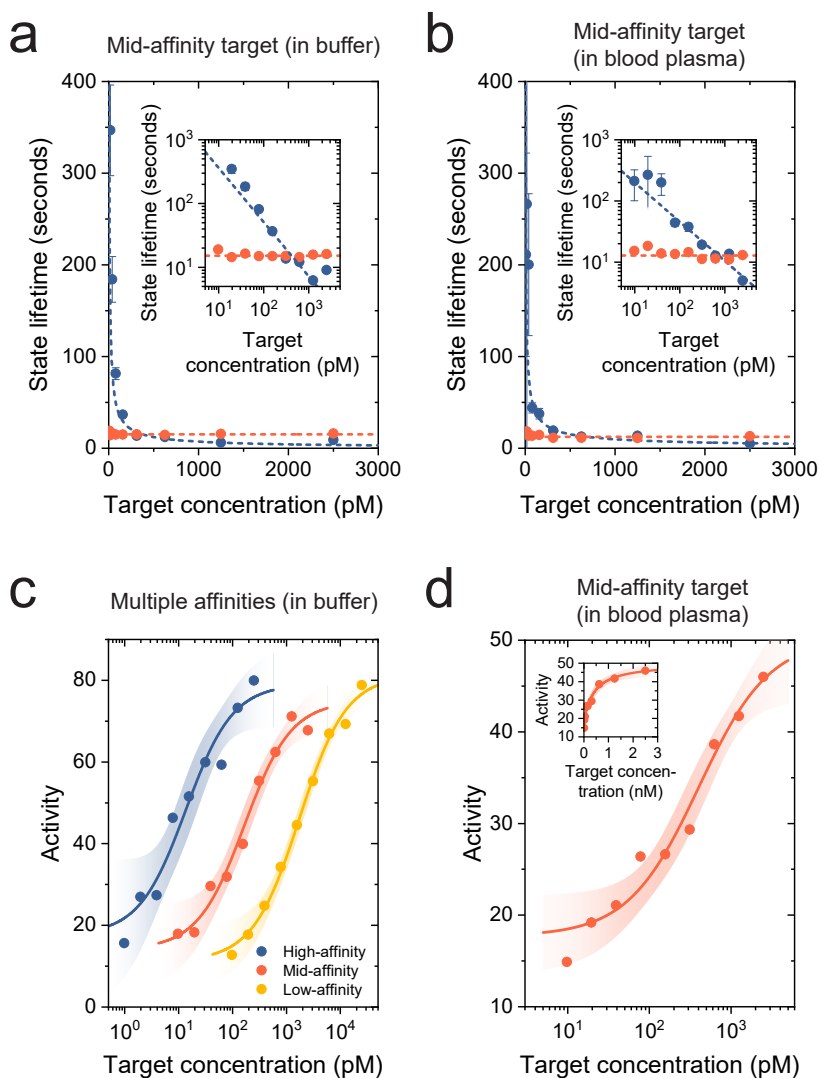 a
Mid-affinity target (in buffer)
State lifetime (seconds)
400
300
200
100
0
0
1000
2000
3000
Target concentration (pM)
State lifetime (seconds)
10³
10²
10¹
10¹
10²
10³
Target
concentration (pM)
b
Mid-affinity target
(in blood plasma)
State lifetime (seconds)
400
300
200
100
0
0
1000
2000
3000
Target concentration (pM)
State lifetime (seconds)
10³
10²
10¹
10¹
10²
10³
Target
concentration (pM)
c
Multiple affinities (in buffer)
Activity
80
60
40
20
0
High-affinity
Mid-affinity
Low-affinity
10⁰
10¹
10²
10³
10⁴
Target concentration (pM)
d
Mid-affinity target
(in blood plasma)
Activity
50
40
30
20
10
Activity
50
40
30
20
10
0
1
2
3
Target concen-
tration (nM)
10¹
10²
10³
Target concentration (pM)